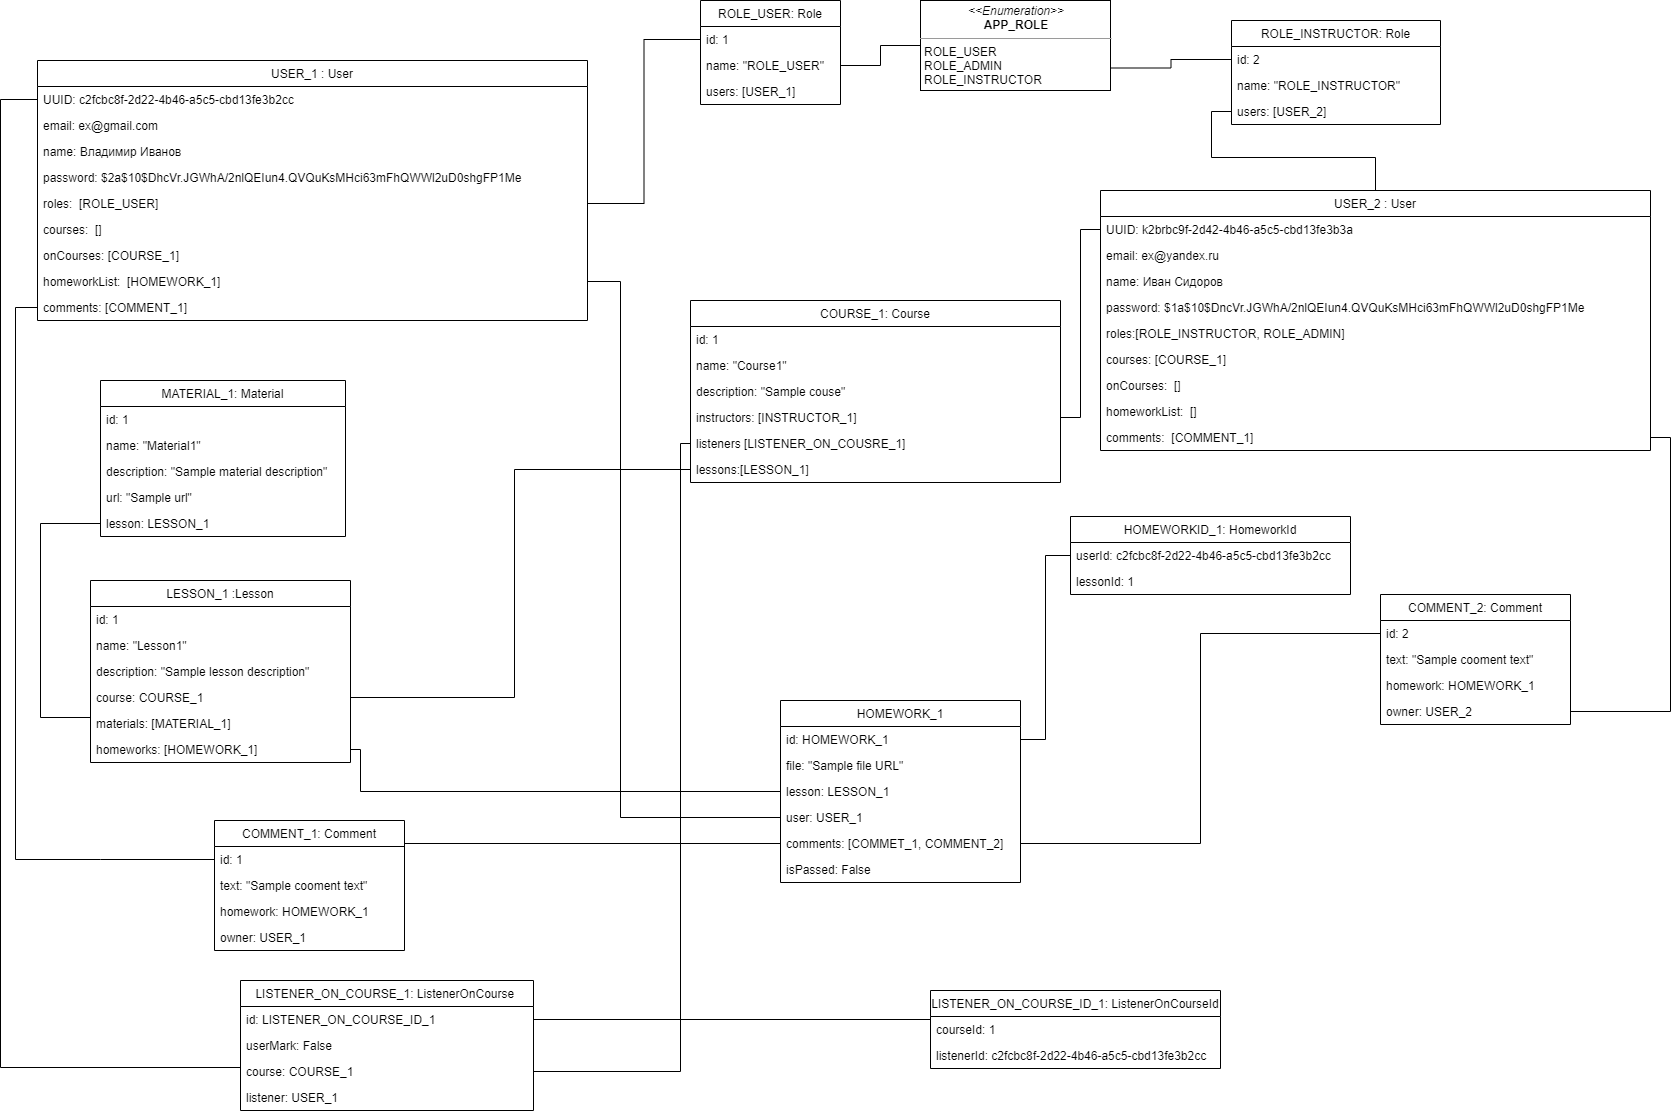 ROLE_USER: Role
id: 1
name: "ROLE_USER"
users: [USER_1]
<<Enumeration>>
APP_ROLE
ROLE_USER
ROLE_ADMIN
ROLE_INSTRUCTOR
ROLE_INSTRUCTOR: Role
id: 2
name: "ROLE_INSTRUCTOR"
users: [USER_2]
USER_1 : User
UUID: c2fcbc8f-2d22-4b46-a5c5-cbd13fe3b2cc
email: ex@gmail.com
name: Владимир Иванов
password: $2a$10$DhcVr.JGWhA/2nlQEIun4.QVQuKsMHci63mFhQWWl2uD0shgFP1Me
roles:  [ROLE_USER]
courses:  []
onCourses: [COURSE_1]
homeworkList:  [HOMEWORK_1]
comments: [COMMENT_1]
USER_2 : User
UUID: k2brbc9f-2d42-4b46-a5c5-cbd13fe3b3a
email: ex@yandex.ru
name: Иван Сидоров
password: $1a$10$DncVr.JGWhA/2nlQEIun4.QVQuKsMHci63mFhQWWl2uD0shgFP1Me
roles:[ROLE_INSTRUCTOR, ROLE_ADMIN]
courses: [COURSE_1]
onCourses:  []
homeworkList:  []
comments:  [COMMENT_1]
COURSE_1: Course
id: 1
name: "Course1"
description: "Sample couse"
instructors: [INSTRUCTOR_1]
listeners [LISTENER_ON_COUSRE_1]
lessons:[LESSON_1]
MATERIAL_1: Material
id: 1
name: "Material1"
description: "Sample material description"
url: "Sample url"
lesson: LESSON_1
HOMEWORKID_1: HomeworkId
userId: c2fcbc8f-2d22-4b46-a5c5-cbd13fe3b2cc
lessonId: 1
LESSON_1 :Lesson
id: 1
name: "Lesson1"
description: "Sample lesson description"
course: COURSE_1
materials: [MATERIAL_1]
homeworks: [HOMEWORK_1]
COMMENT_2: Comment
id: 2
text: "Sample cooment text"
homework: HOMEWORK_1
owner: USER_2
HOMEWORK_1
id: HOMEWORK_1
file: "Sample file URL"
lesson: LESSON_1
user: USER_1
comments: [COMMET_1, COMMENT_2]
isPassed: False
COMMENT_1: Comment
id: 1
text: "Sample cooment text"
homework: HOMEWORK_1
owner: USER_1
LISTENER_ON_COURSE_1: ListenerOnCourse
id: LISTENER_ON_COURSE_ID_1
userMark: False
course: COURSE_1
listener: USER_1
LISTENER_ON_COURSE_ID_1: ListenerOnCourseId
courseId: 1
listenerId: c2fcbc8f-2d22-4b46-a5c5-cbd13fe3b2cc